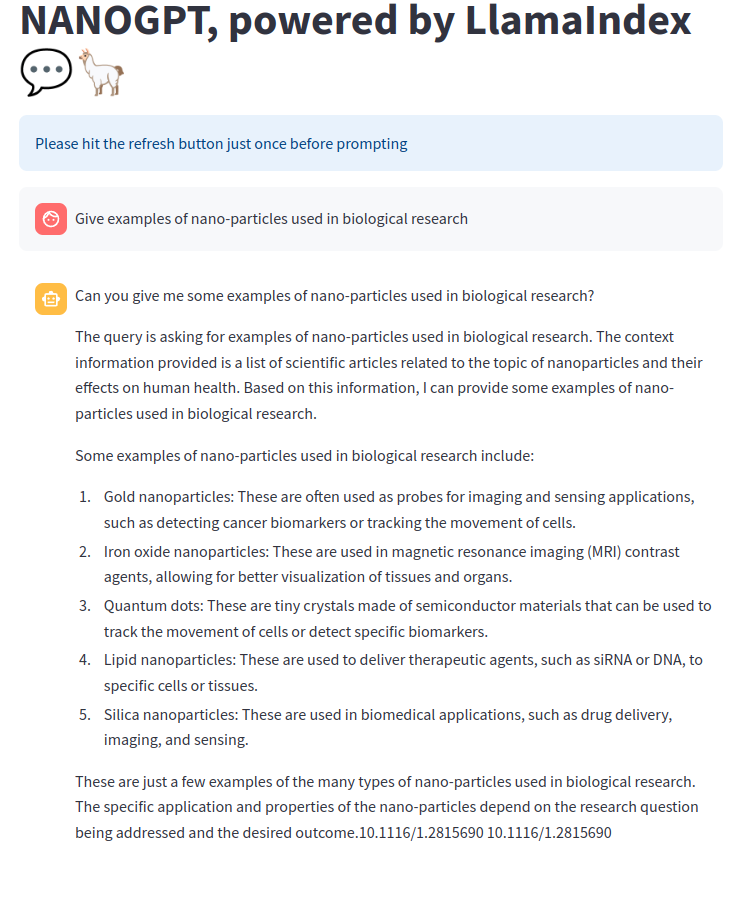 NANOGPT, powered by LlamaIndex
💬🦙
Please hit the refresh button just once before prompting
Give examples of nano-particles used in biological research
Can you give me some examples of nano-particles used in biological research?
The query is asking for examples of nano-particles used in biological research. The context
information provided is a list of scientific articles related to the topic of nanoparticles and their
effects on human health. Based on this information, I can provide some examples of nano-
particles used in biological research.
Some examples of nano-particles used in biological research include:
1. Gold nanoparticles: These are often used as probes for imaging and sensing applications,
such as detecting cancer biomarkers or tracking the movement of cells.
2. Iron oxide nanoparticles: These are used in magnetic resonance imaging (MRI) contrast
agents, allowing for better visualization of tissues and organs.
3. Quantum dots: These are tiny crystals made of semiconductor materials that can be used to
track the movement of cells or detect specific biomarkers.
4. Lipid nanoparticles: These are used to deliver therapeutic agents, such as siRNA or DNA, to
specific cells or tissues.
5. Silica nanoparticles: These are used in biomedical applications, such as drug delivery,
imaging, and sensing.
These are just a few examples of the many types of nano-particles used in biological research.
The specific application and properties of the nano-particles depend on the research question
being addressed and the desired outcome.10.1116/1.2815690 10.1116/1.2815690